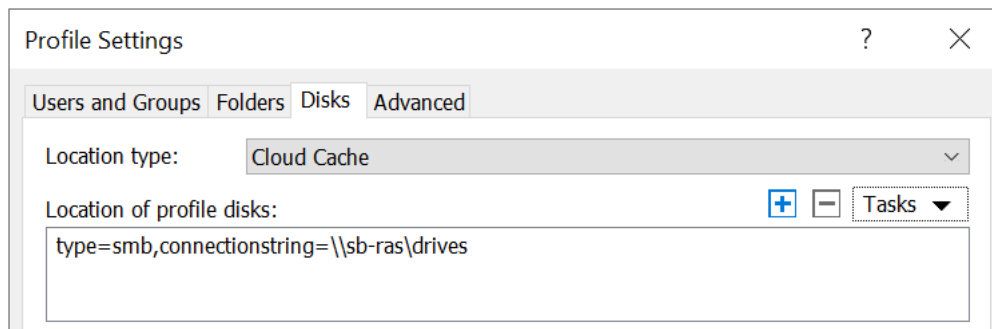 Profile Settings ?
Users and Groups Folders Disks Advanced
Location type: Cloud Cache
Location of profile disks: Tasks
type=smb,connectionstring=\\sb-ras\drives